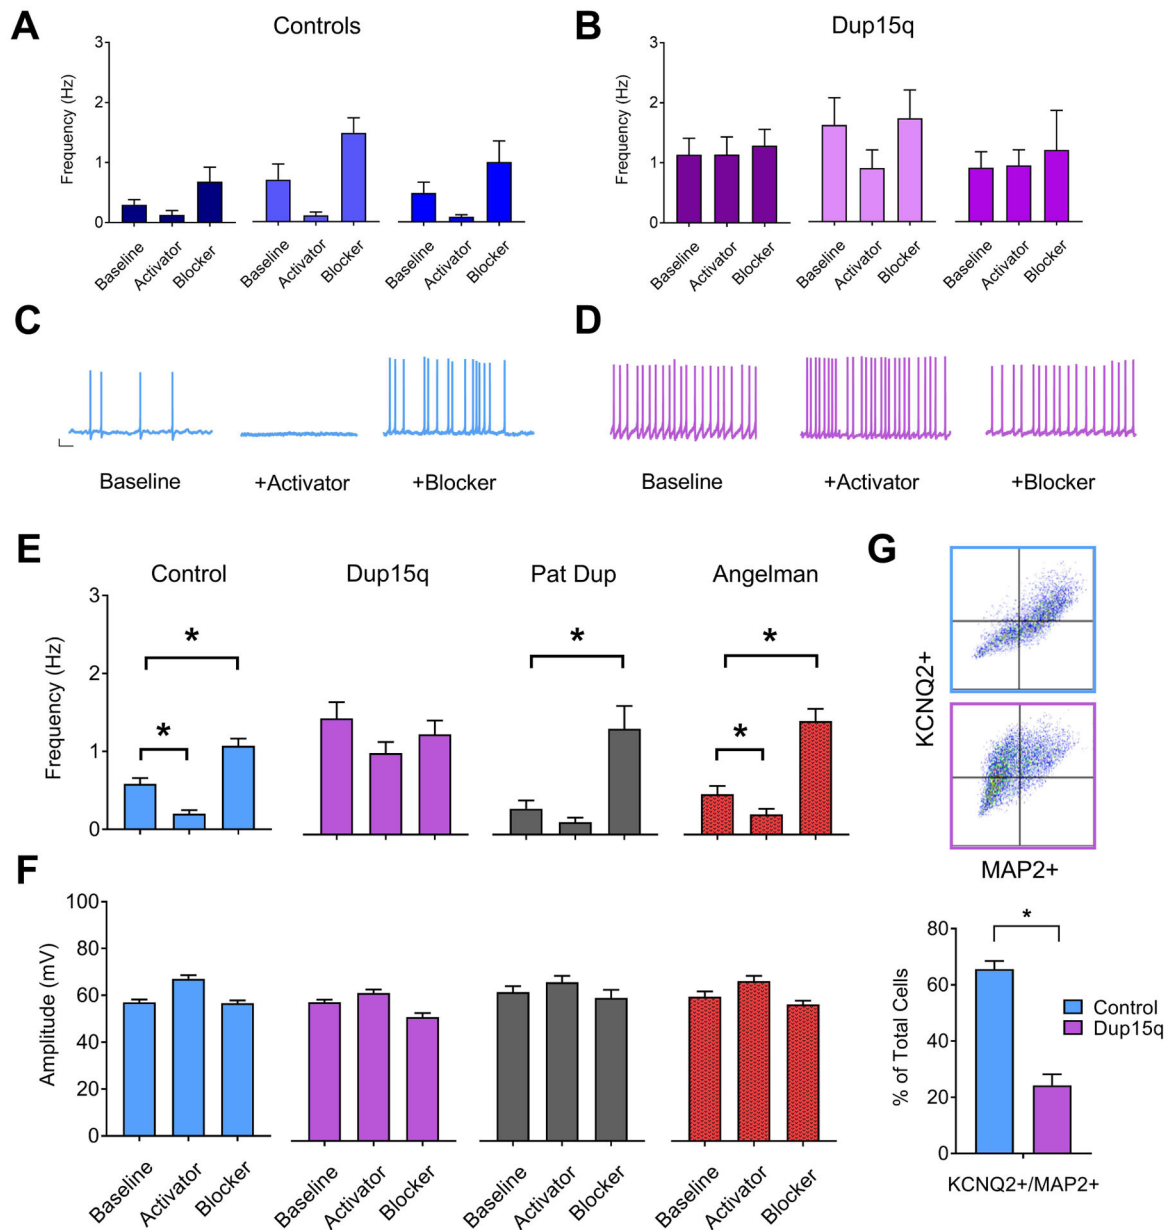 A
Controls
Frequency (Hz)
3
2
1
0
Baseline
Activator
Blocker
Baseline
Activator
Blocker
Baseline
Activator
Blocker
B
Dup15q
Frequency (Hz)
3
2
1
0
Baseline
Activator
Blocker
Baseline
Activator
Blocker
Baseline
Activator
Blocker
C
Baseline
+Activator
+Blocker
D
Baseline
+Activator
+Blocker
E
Control
Dup15q
Pat Dup
Angelman
Frequency (Hz)
3
2
1
0
*
*
*
*
*
F
Amplitude (mV)
100
80
60
40
20
0
Baseline
Activator
Blocker
Baseline
Activator
Blocker
Baseline
Activator
Blocker
Baseline
Activator
Blocker
G
KCNQ2+
MAP2+
% of Total Cells
80
60
40
20
0
*
Control
Dup15q
KCNQ2+/MAP2+